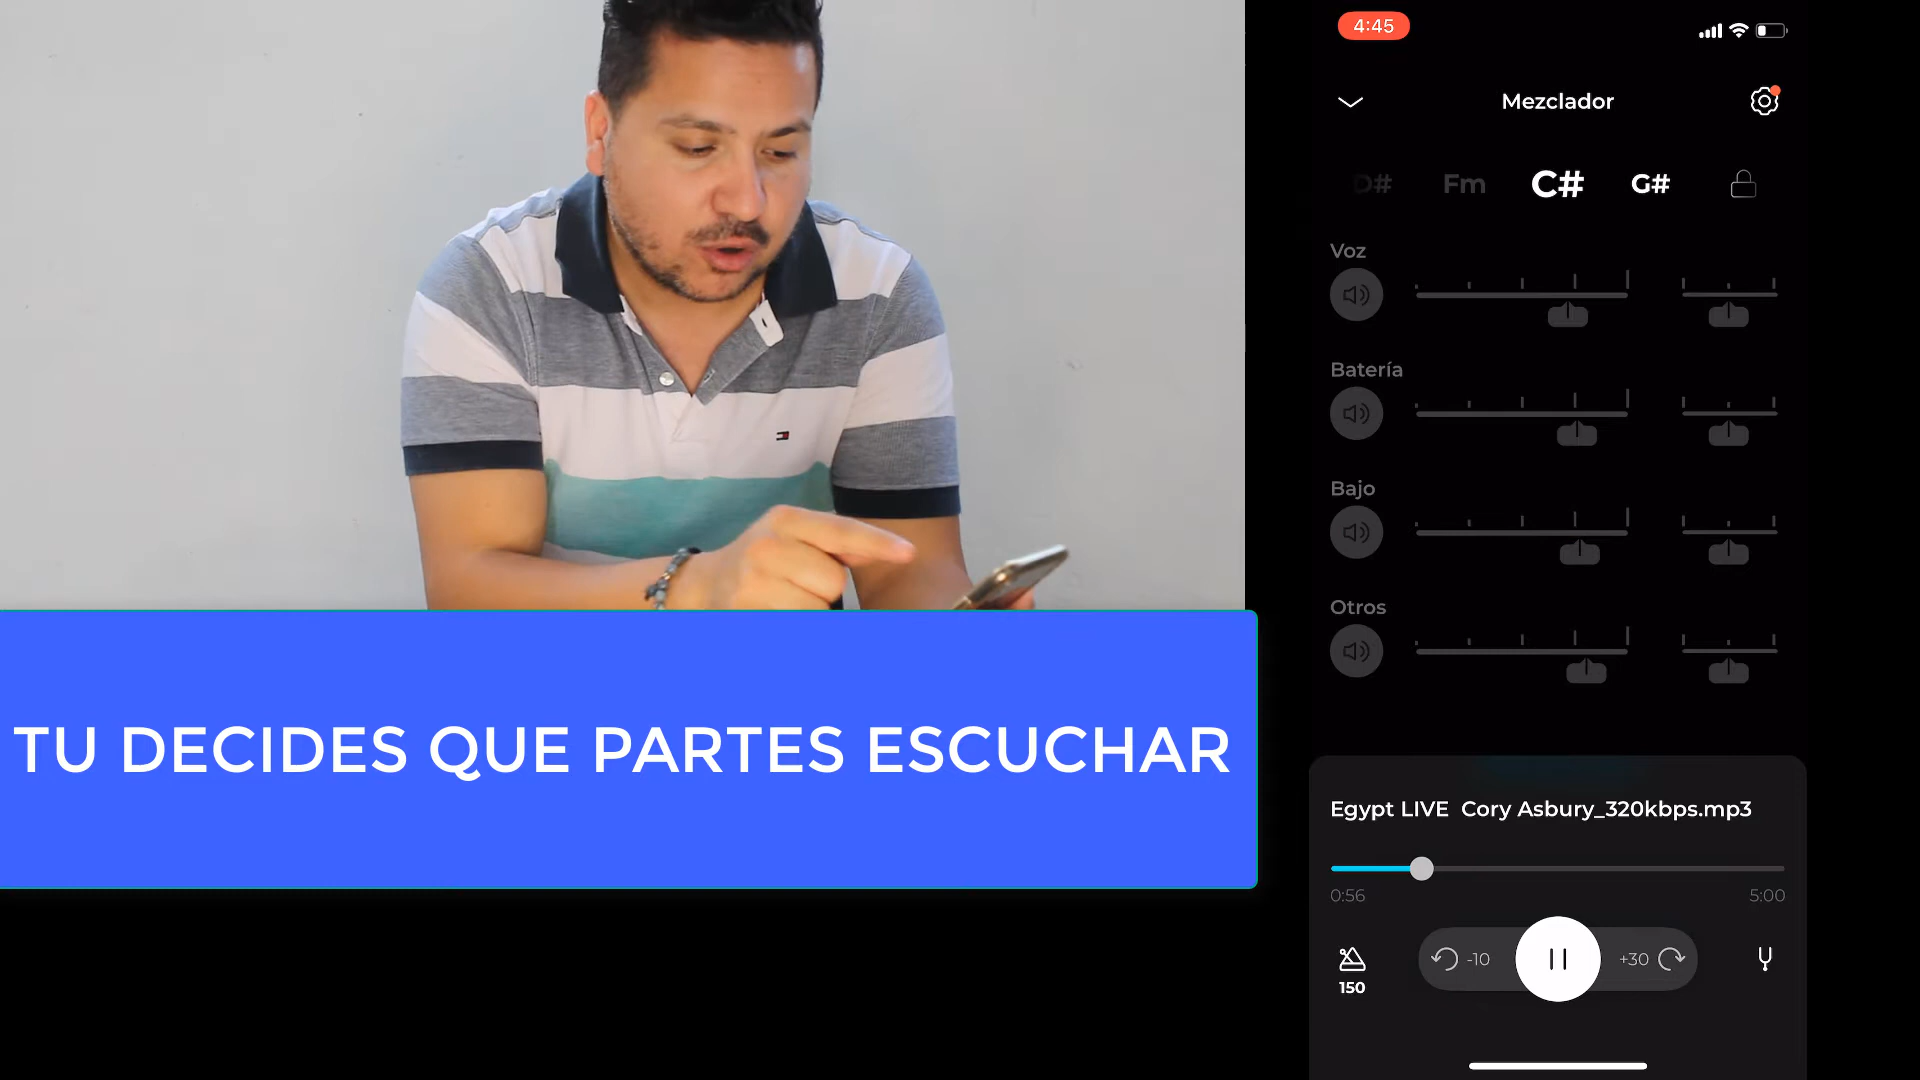 4:45
Mezclador
D# Fm C# G#
Voz
Batería
Bajo
Otros
TU DECIDES QUE PARTES ESCUCHAR
Egypt LIVE Cory Asbury_320kbps.mp3
0:56 5:00
-10 +30
150